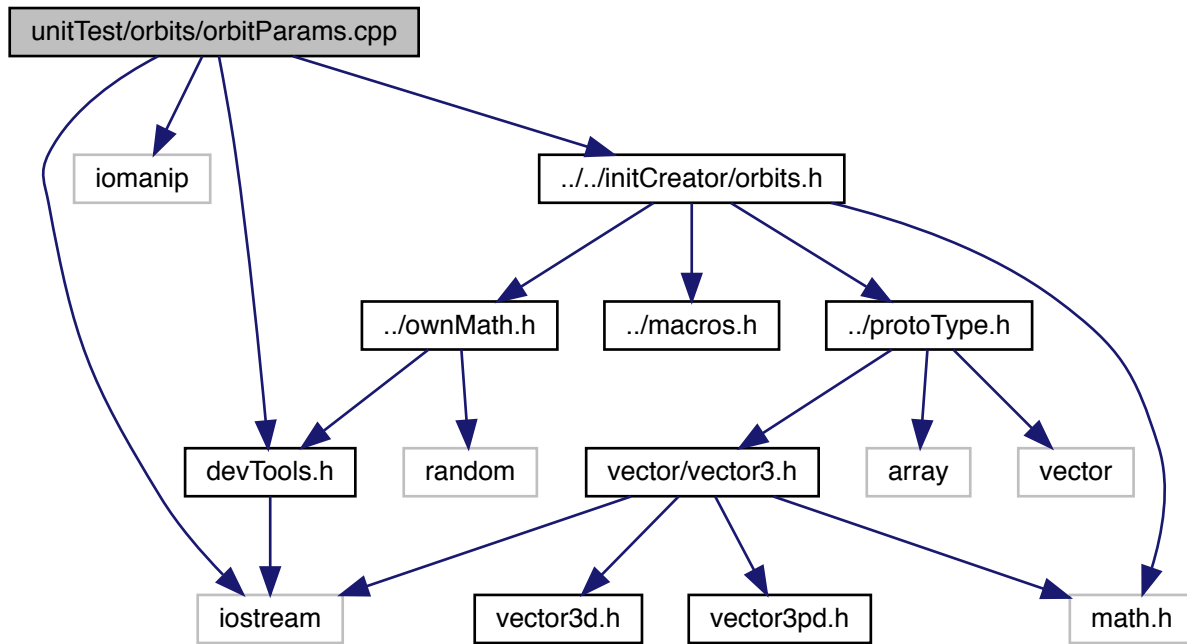 unitTest/orbits/orbitParams.cpp
iomanip
../../initCreator/orbits.h
../ownMath.h
../macros.h
../protoType.h
devTools.h
random
vector/vector3.h
array
vector
iostream
vector3d.h
vector3pd.h
math.h